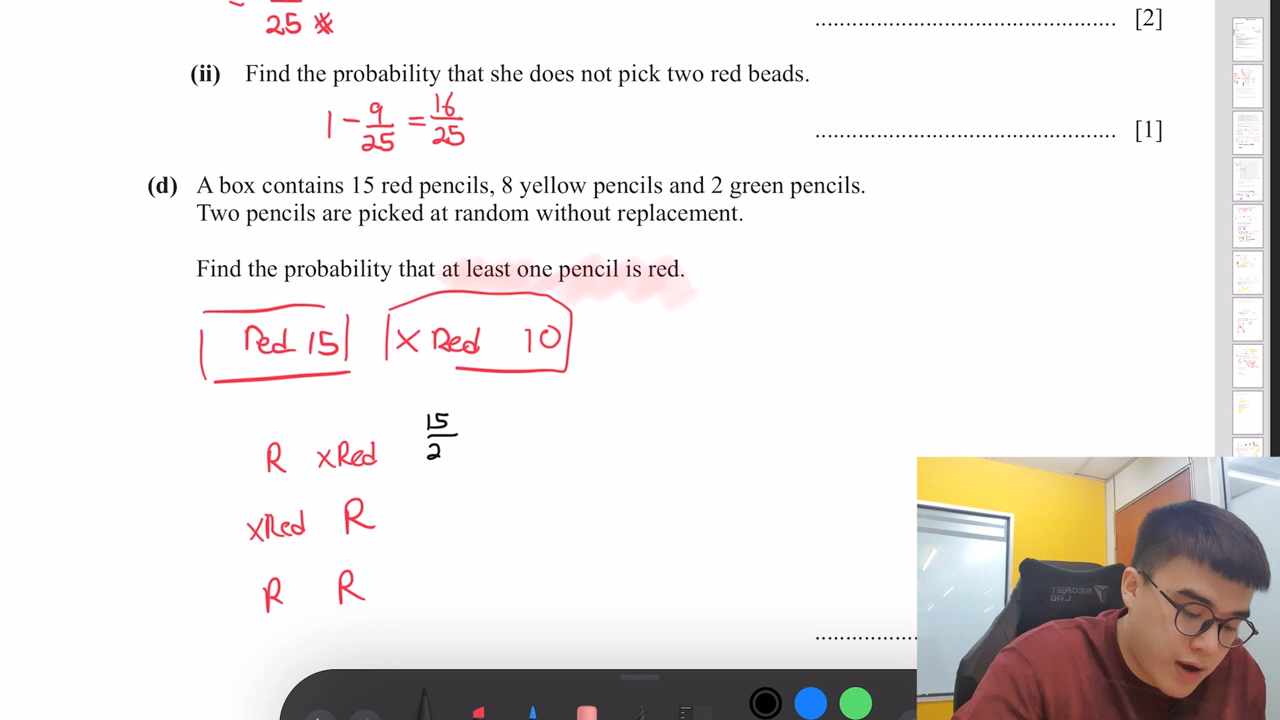 25 *
[2]
(ii) Find the probability that she does not pick two red beads.
1 - 9/25 = 16/25
[1]
(d) A box contains 15 red pencils, 8 yellow pencils and 2 green pencils.
Two pencils are picked at random without replacement.
Find the probability that at least one pencil is red.
Red 15 × Red 10
R ×Red 15/2
×Red R
R R
SECRET
LAB